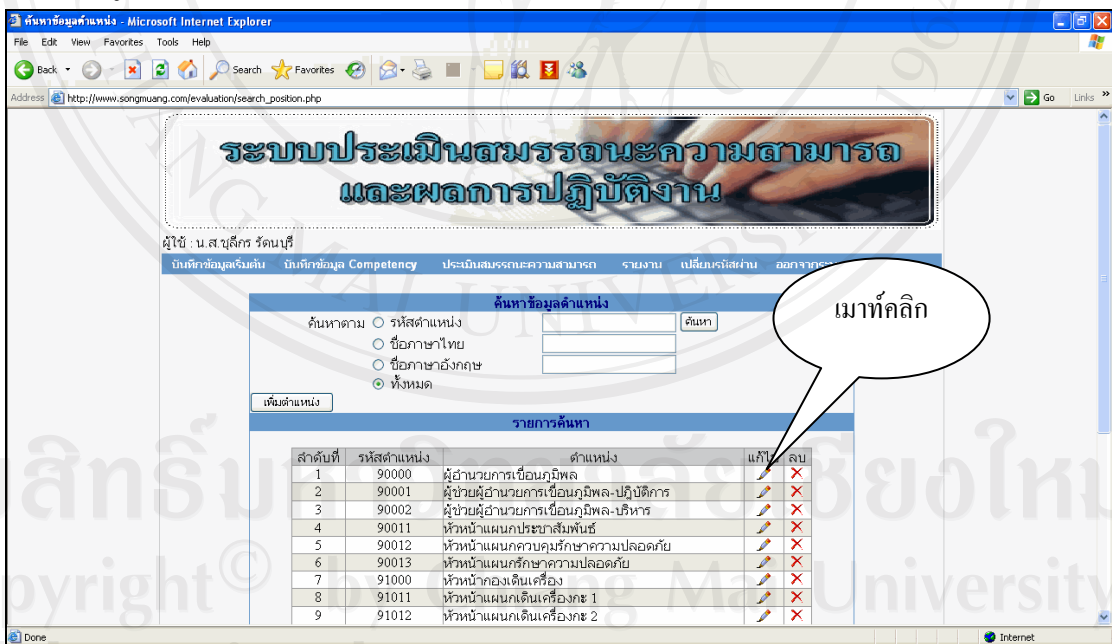 ค้นหาข้อมูลตำแหน่ง - Microsoft Internet Explorer
File Edit View Favorites Tools Help
Back Search Favorites
Address http://www.songmuang.com/evaluation/search_position.php Go Links »
ระบบประเมินสมรรถนะความสามารถ
และผลการปฏิบัติงาน
ผู้ใช้ : น.ส.ชุลีกร รัตนบุรี
บันทึกข้อมูลเริ่มต้น บันทึกข้อมูล Competency ประเมินสมรรถนะความสามารถ รายงาน เปลี่ยนรหัสผ่าน
ค้นหาข้อมูลตำแหน่ง
ค้นหาตาม รหัสตำแหน่ง ค้นหา
ชื่อภาษาไทย
ชื่อภาษาอังกฤษ
ทั้งหมด
เมาท์คลิก
เพิ่มตำแหน่ง
รายการค้นหา
ลำดับที่ รหัสตำแหน่ง ตำแหน่ง แก้ไข ลบ
1 90000 ผู้อำนวยการเขื่อนภูมิพล
2 90001 ผู้ช่วยผู้อำนวยการเขื่อนภูมิพล-ปฏิบัติการ
3 90002 ผู้ช่วยผู้อำนวยการเขื่อนภูมิพล-บริหาร
4 90011 หัวหน้าแผนกประชาสัมพันธ์
5 90012 หัวหน้าแผนกควบคุมรักษาความปลอดภัย
6 90013 หัวหน้าแผนกรักษาความปลอดภัย
7 91000 หัวหน้ากองเดินเครื่อง
8 91011 หัวหน้าแผนกเดินเครื่องกะ 1
9 91012 หัวหน้าแผนกเดินเครื่องกะ 2
Done Internet